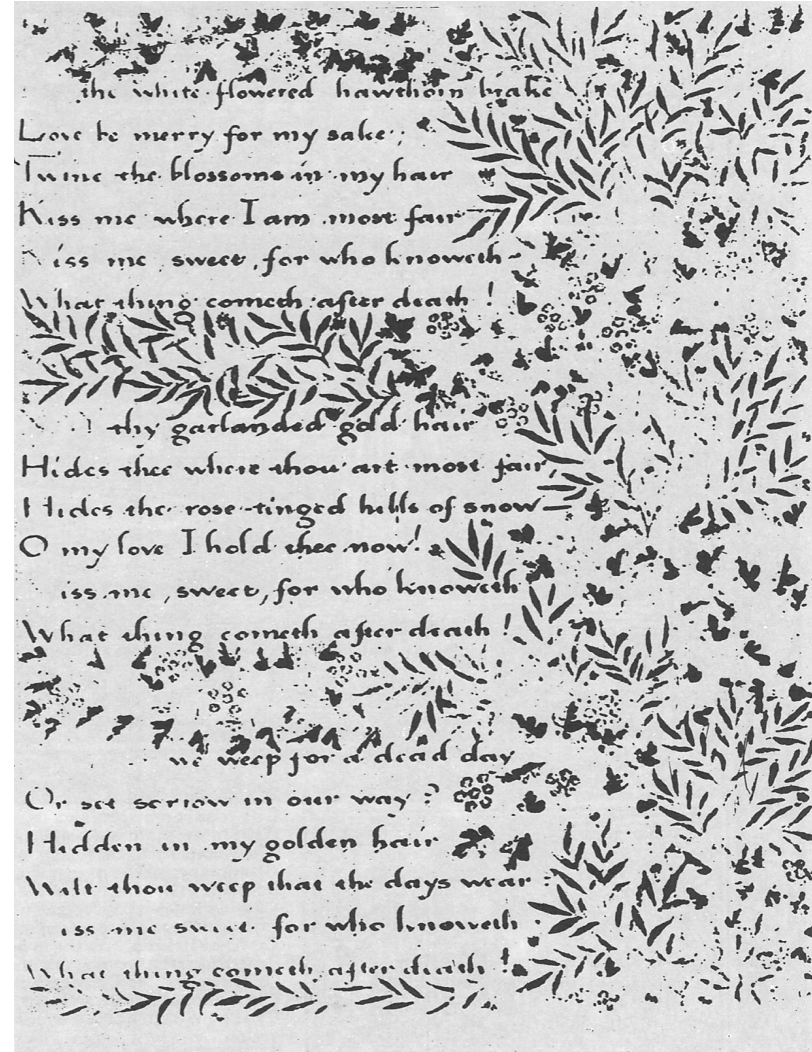 the white flowered hawthorn brake
Love be merry for my sake;
Twine the blossoms in my hair
Kiss me where I am most fair
Kiss me, sweet, for who knoweth
What thing cometh after death!
thy garlanded gold hair
Hides thee where thou art most fair,
Hides the rose-tinged hills of snow—
O my love I hold thee now!
iss me, sweet, for who knoweth
What thing cometh after death!
we weep for a dead day
Or set sorrow in our way?
Hidden in my golden hair
Wilt thou weep that the days wear
iss me sweet for who knoweth
What thing cometh after death!